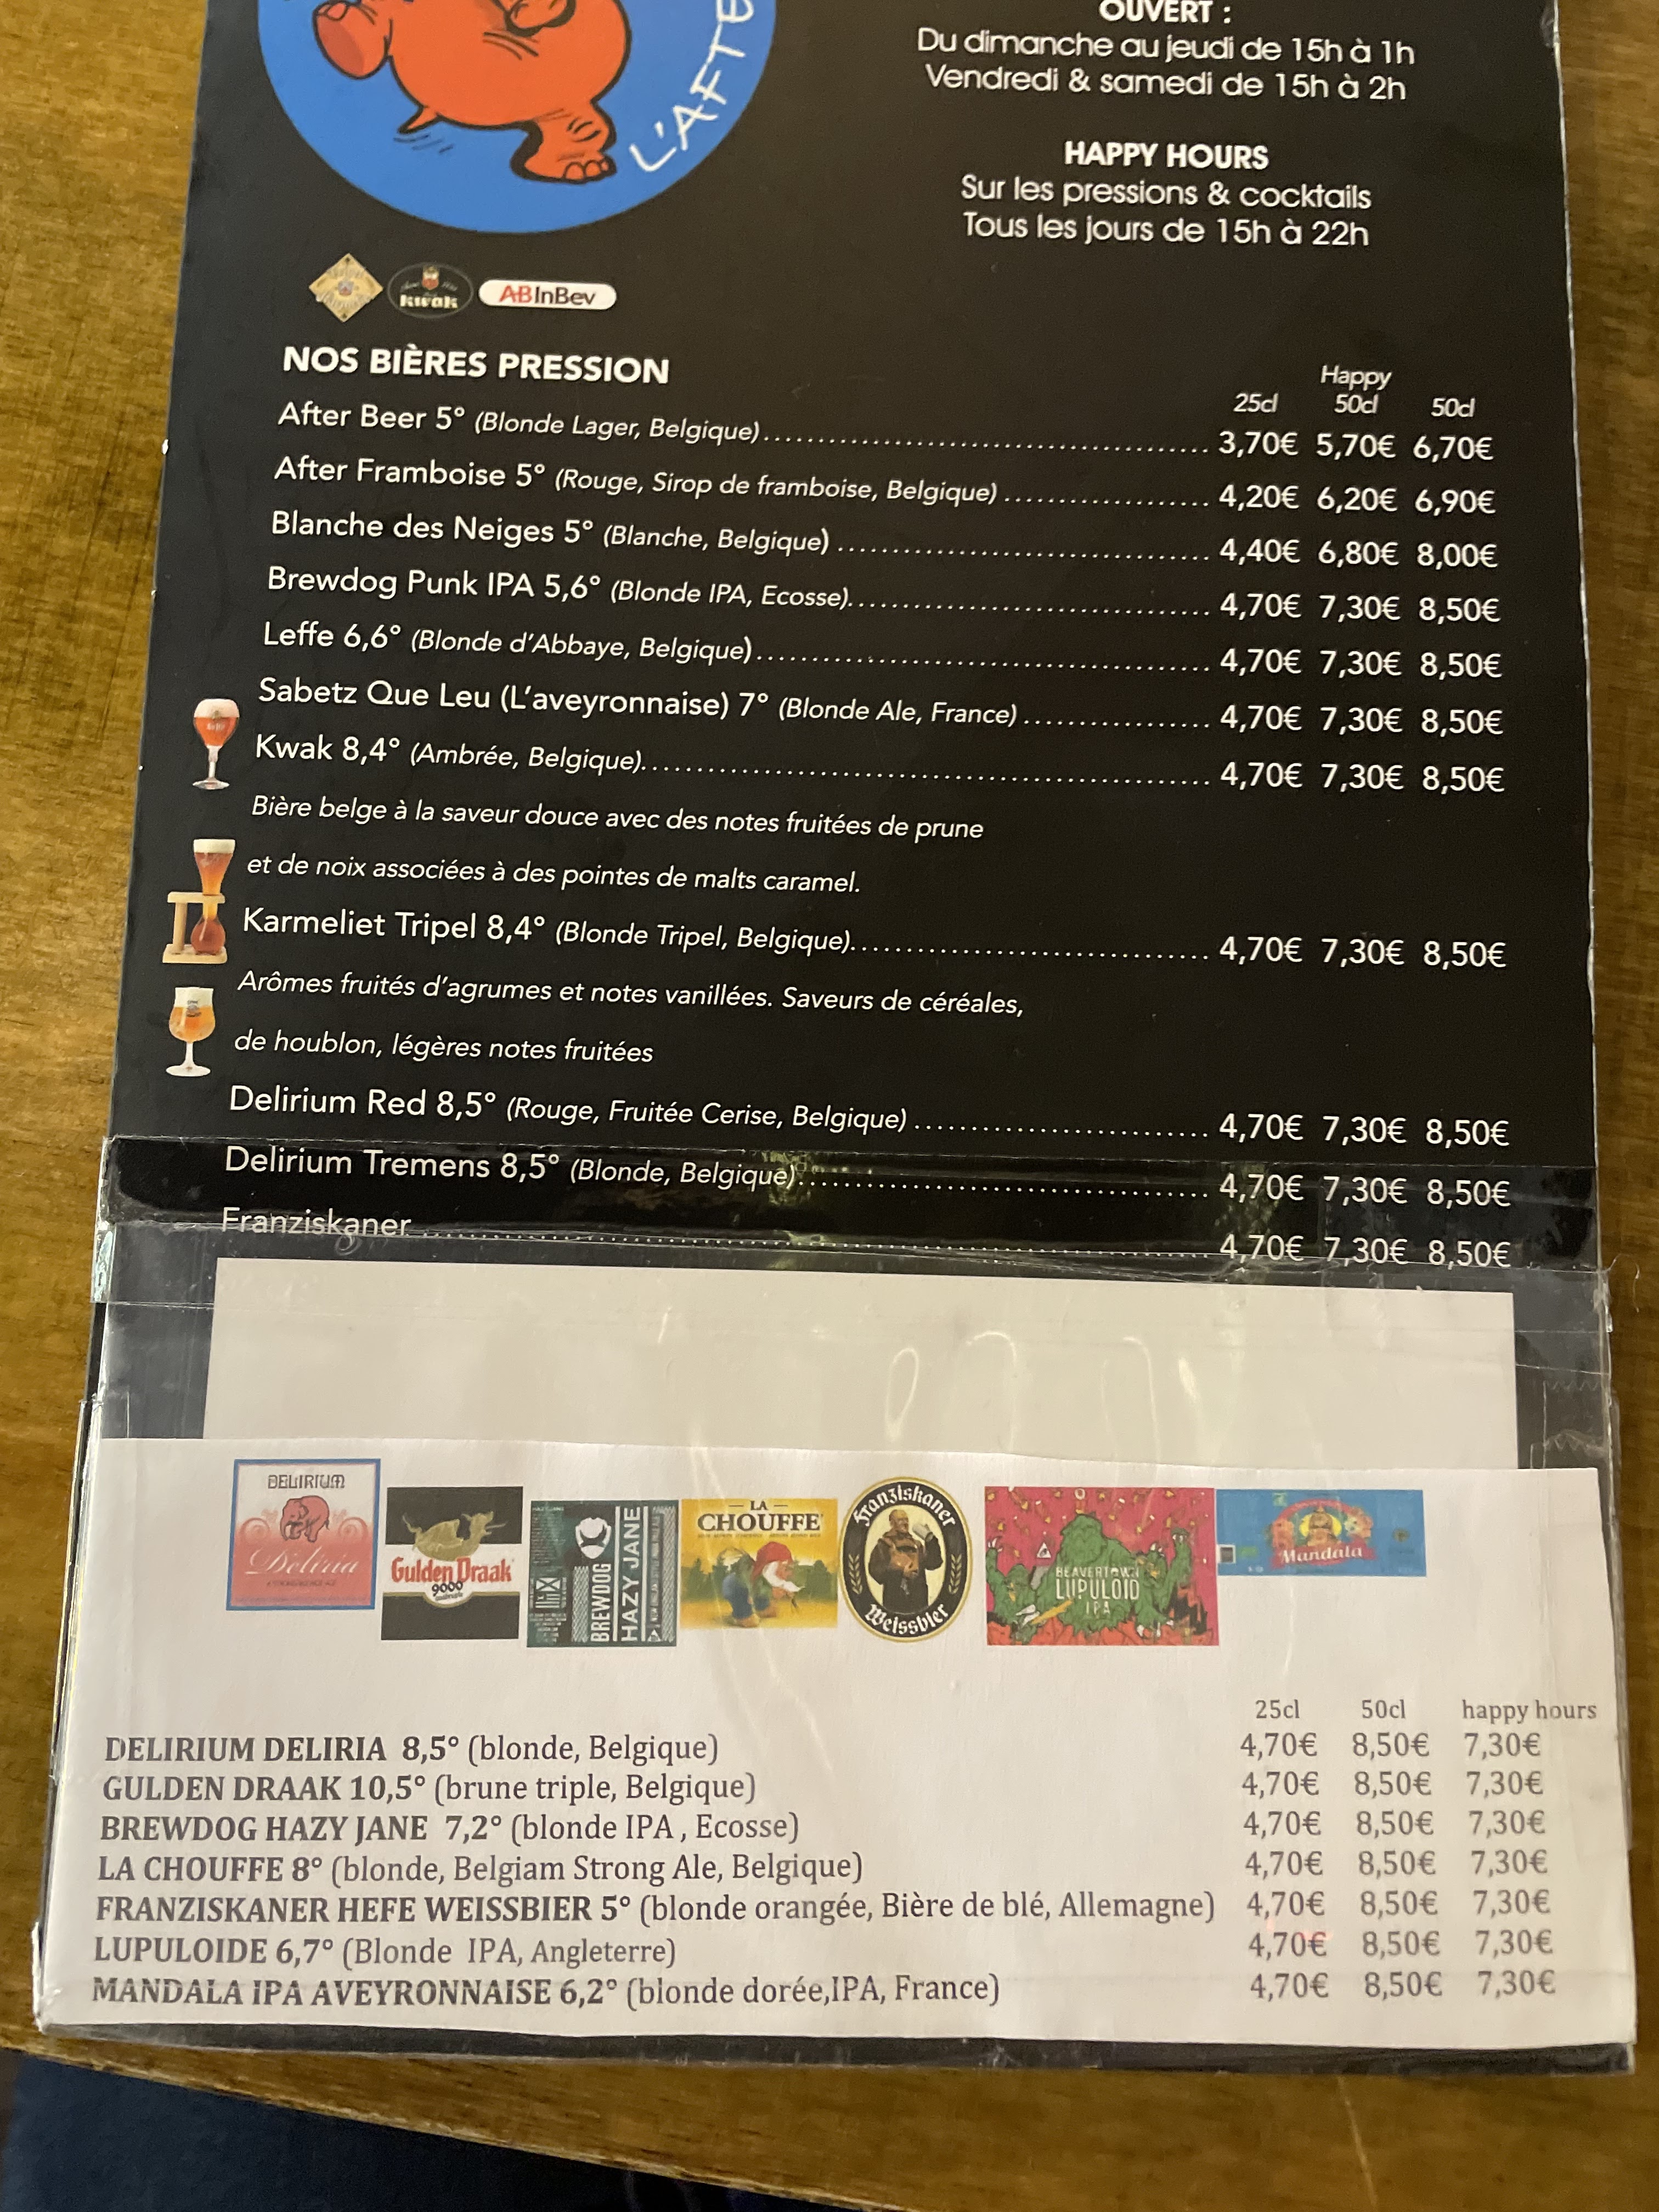 L'AFTE
OUVERT :
Du dimanche au jeudi de 15h à 1h
Vendredi & samedi de 15h à 2h
HAPPY HOURS
Sur les pressions & cocktails
Tous les jours de 15h à 22h
kwak
ABInBev
NOS BIÈRES PRESSION
Happy
25cl 50cl 50cl
After Beer 5° (Blonde Lager, Belgique) 3,70€ 5,70€ 6,70€
After Framboise 5° (Rouge, Sirop de framboise, Belgique) 4,20€ 6,20€ 6,90€
Blanche des Neiges 5° (Blanche, Belgique) 4,40€ 6,80€ 8,00€
Brewdog Punk IPA 5,6° (Blonde IPA, Ecosse) 4,70€ 7,30€ 8,50€
Leffe 6,6° (Blonde d'Abbaye, Belgique) 4,70€ 7,30€ 8,50€
Sabetz Que Leu (L'aveyronnaise) 7° (Blonde Ale, France) 4,70€ 7,30€ 8,50€
Kwak 8,4° (Ambrée, Belgique) 4,70€ 7,30€ 8,50€
Bière belge à la saveur douce avec des notes fruitées de prune
et de noix associées à des pointes de malts caramel.
Karmeliet Tripel 8,4° (Blonde Tripel, Belgique) 4,70€ 7,30€ 8,50€
Arômes fruités d'agrumes et notes vanillées. Saveurs de céréales,
de houblon, légères notes fruitées
Delirium Red 8,5° (Rouge, Fruitée Cerise, Belgique) 4,70€ 7,30€ 8,50€
Delirium Tremens 8,5° (Blonde, Belgique) 4,70€ 7,30€ 8,50€
Franziskaner 4,70€ 7,30€ 8,50€
DELIRIUM
Deliria
Gulden Draak
9000
BREWDOG
HAZY JANE
LA
CHOUFFE
Franziskaner
Weissbier
BEAVERTOWN
LUPULOID
IPA
Mandala
25cl 50cl happy hours
DELIRIUM DELIRIA 8,5° (blonde, Belgique) 4,70€ 8,50€ 7,30€
GULDEN DRAAK 10,5° (brune triple, Belgique) 4,70€ 8,50€ 7,30€
BREWDOG HAZY JANE 7,2° (blonde IPA , Ecosse) 4,70€ 8,50€ 7,30€
LA CHOUFFE 8° (blonde, Belgiam Strong Ale, Belgique) 4,70€ 8,50€ 7,30€
FRANZISKANER HEFE WEISSBIER 5° (blonde orangée, Bière de blé, Allemagne) 4,70€ 8,50€ 7,30€
LUPULOIDE 6,7° (Blonde IPA, Angleterre) 4,70€ 8,50€ 7,30€
MANDALA IPA AVEYRONNAISE 6,2° (blonde dorée,IPA, France) 4,70€ 8,50€ 7,30€